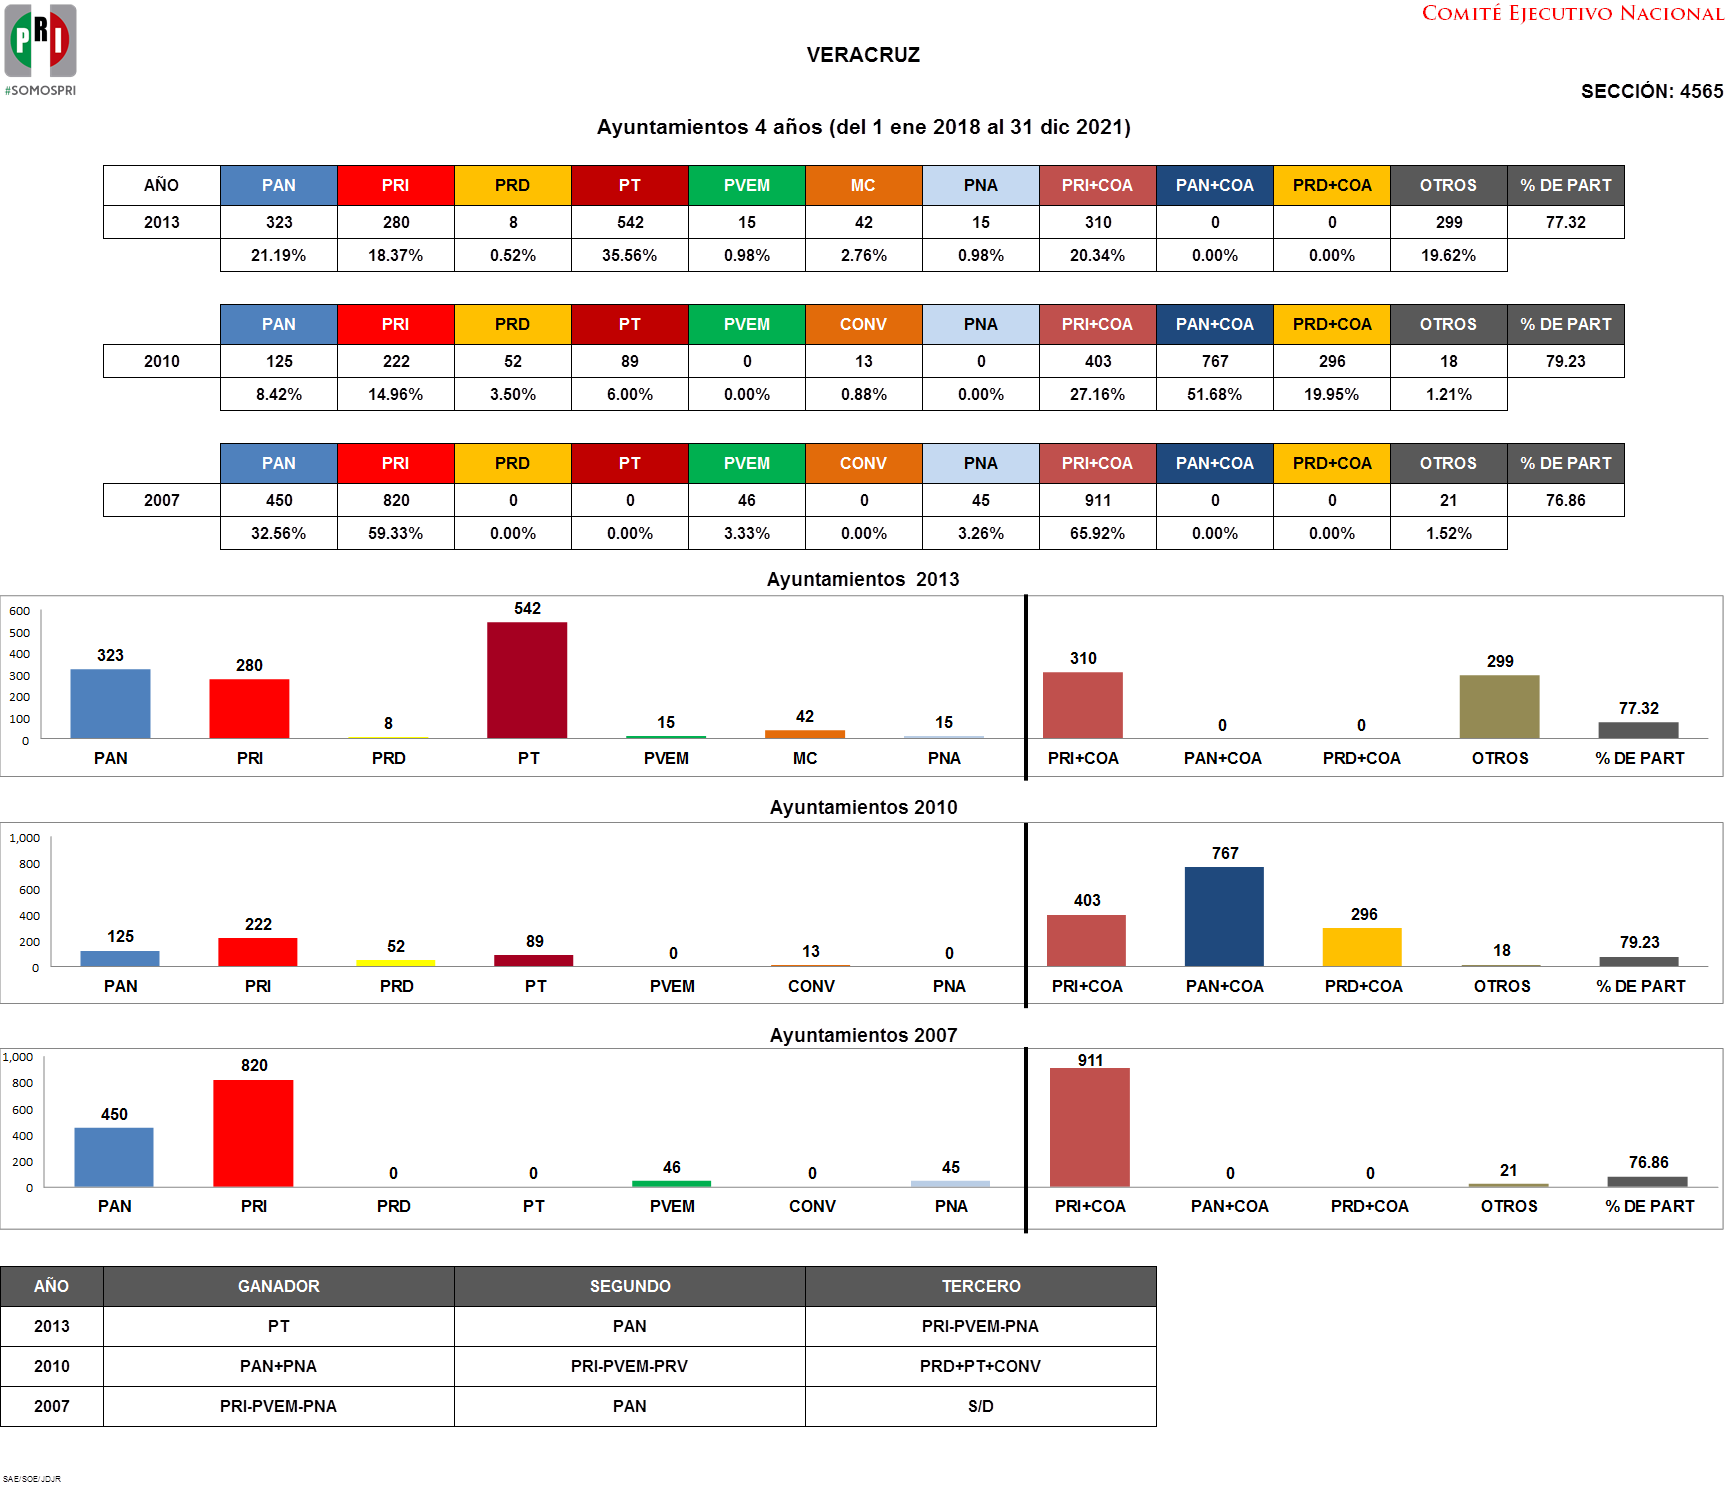 PRI
#SOMOSPRI
COMITÉ EJECUTIVO NACIONAL
VERACRUZ
SECCIÓN: 4565
Ayuntamientos 4 años (del 1 ene 2018 al 31 dic 2021)
AÑO PAN PRI PRD PT PVEM MC PNA PRI+COA PAN+COA PRD+COA OTROS % DE PART
2013 323 280 8 542 15 42 15 310 0 0 299 77.32
21.19% 18.37% 0.52% 35.56% 0.98% 2.76% 0.98% 20.34% 0.00% 0.00% 19.62%
PAN PRI PRD PT PVEM CONV PNA PRI+COA PAN+COA PRD+COA OTROS % DE PART
2010 125 222 52 89 0 13 0 403 767 296 18 79.23
8.42% 14.96% 3.50% 6.00% 0.00% 0.88% 0.00% 27.16% 51.68% 19.95% 1.21%
PAN PRI PRD PT PVEM CONV PNA PRI+COA PAN+COA PRD+COA OTROS % DE PART
2007 450 820 0 0 46 0 45 911 0 0 21 76.86
32.56% 59.33% 0.00% 0.00% 3.33% 0.00% 3.26% 65.92% 0.00% 0.00% 1.52%
Ayuntamientos 2013
600
500
400
300
200
100
0
323 280 8 542 15 42 15 310 0 0 299 77.32
PAN PRI PRD PT PVEM MC PNA PRI+COA PAN+COA PRD+COA OTROS % DE PART
Ayuntamientos 2010
1,000
800
600
400
200
0
125 222 52 89 0 13 0 403 767 296 18 79.23
PAN PRI PRD PT PVEM CONV PNA PRI+COA PAN+COA PRD+COA OTROS % DE PART
Ayuntamientos 2007
1,000
800
600
400
200
0
450 820 0 0 46 0 45 911 0 0 21 76.86
PAN PRI PRD PT PVEM CONV PNA PRI+COA PAN+COA PRD+COA OTROS % DE PART
AÑO GANADOR SEGUNDO TERCERO
2013 PT PAN PRI-PVEM-PNA
2010 PAN+PNA PRI-PVEM-PRV PRD+PT+CONV
2007 PRI-PVEM-PNA PAN S/D
SAE/SOE/JDJR